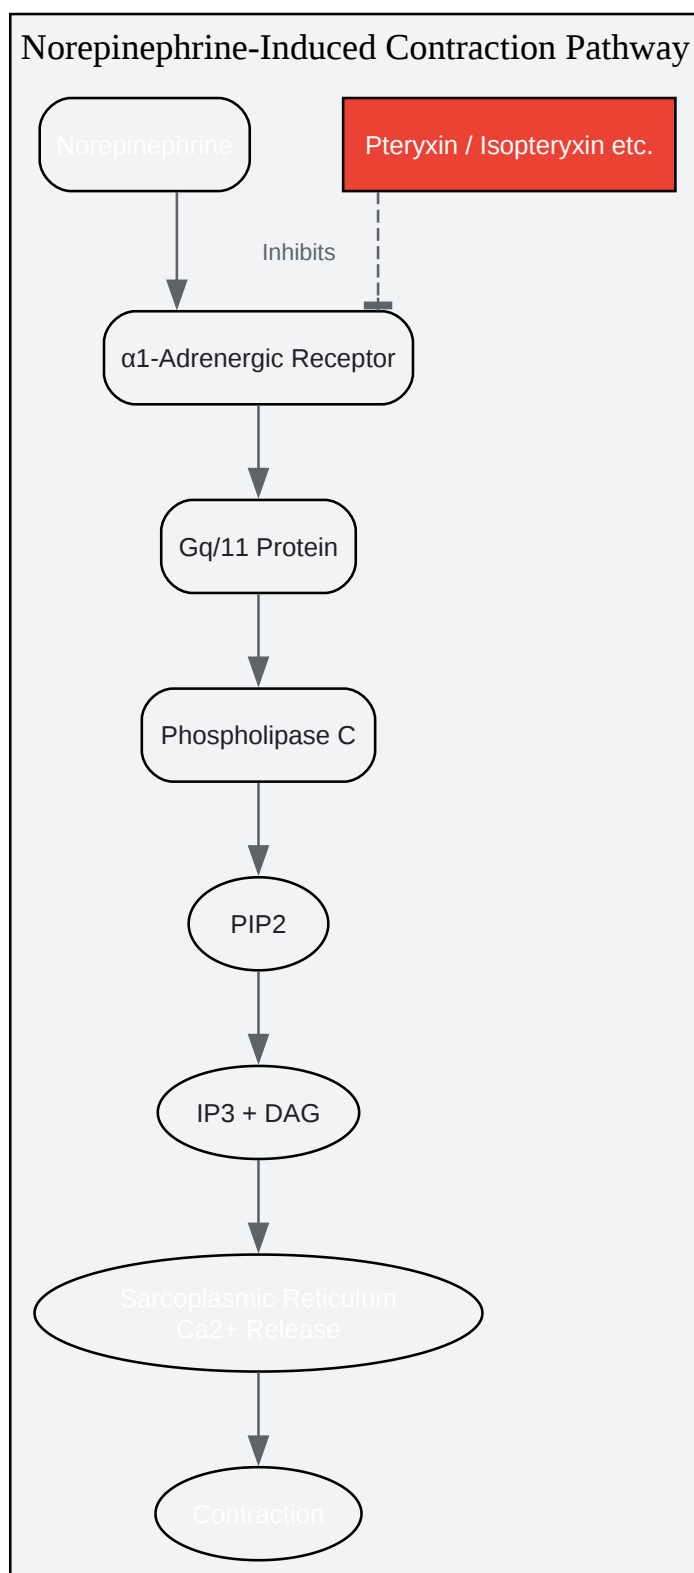 Norepinephrine-Induced Contraction Pathway
Norepinephrine
Pteryxin / Isopteryxin etc.
Inhibits
α1-Adrenergic Receptor
Gq/11 Protein
Phospholipase C
PIP2
IP3 + DAG
Sarcoplasmic Reticulum
Ca2+ Release
Contraction